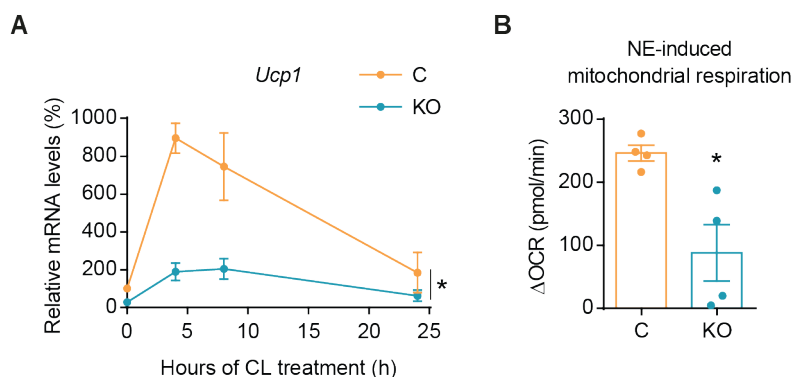 A
Ucp1
C
KO
Relative mRNA levels (%)
1000
800
600
400
200
0
0
5
10
15
20
25
*
Hours of CL treatment (h)
B
NE-induced
mitochondrial respiration
ΔOCR (pmol/min)
300
200
100
0
*
C
KO